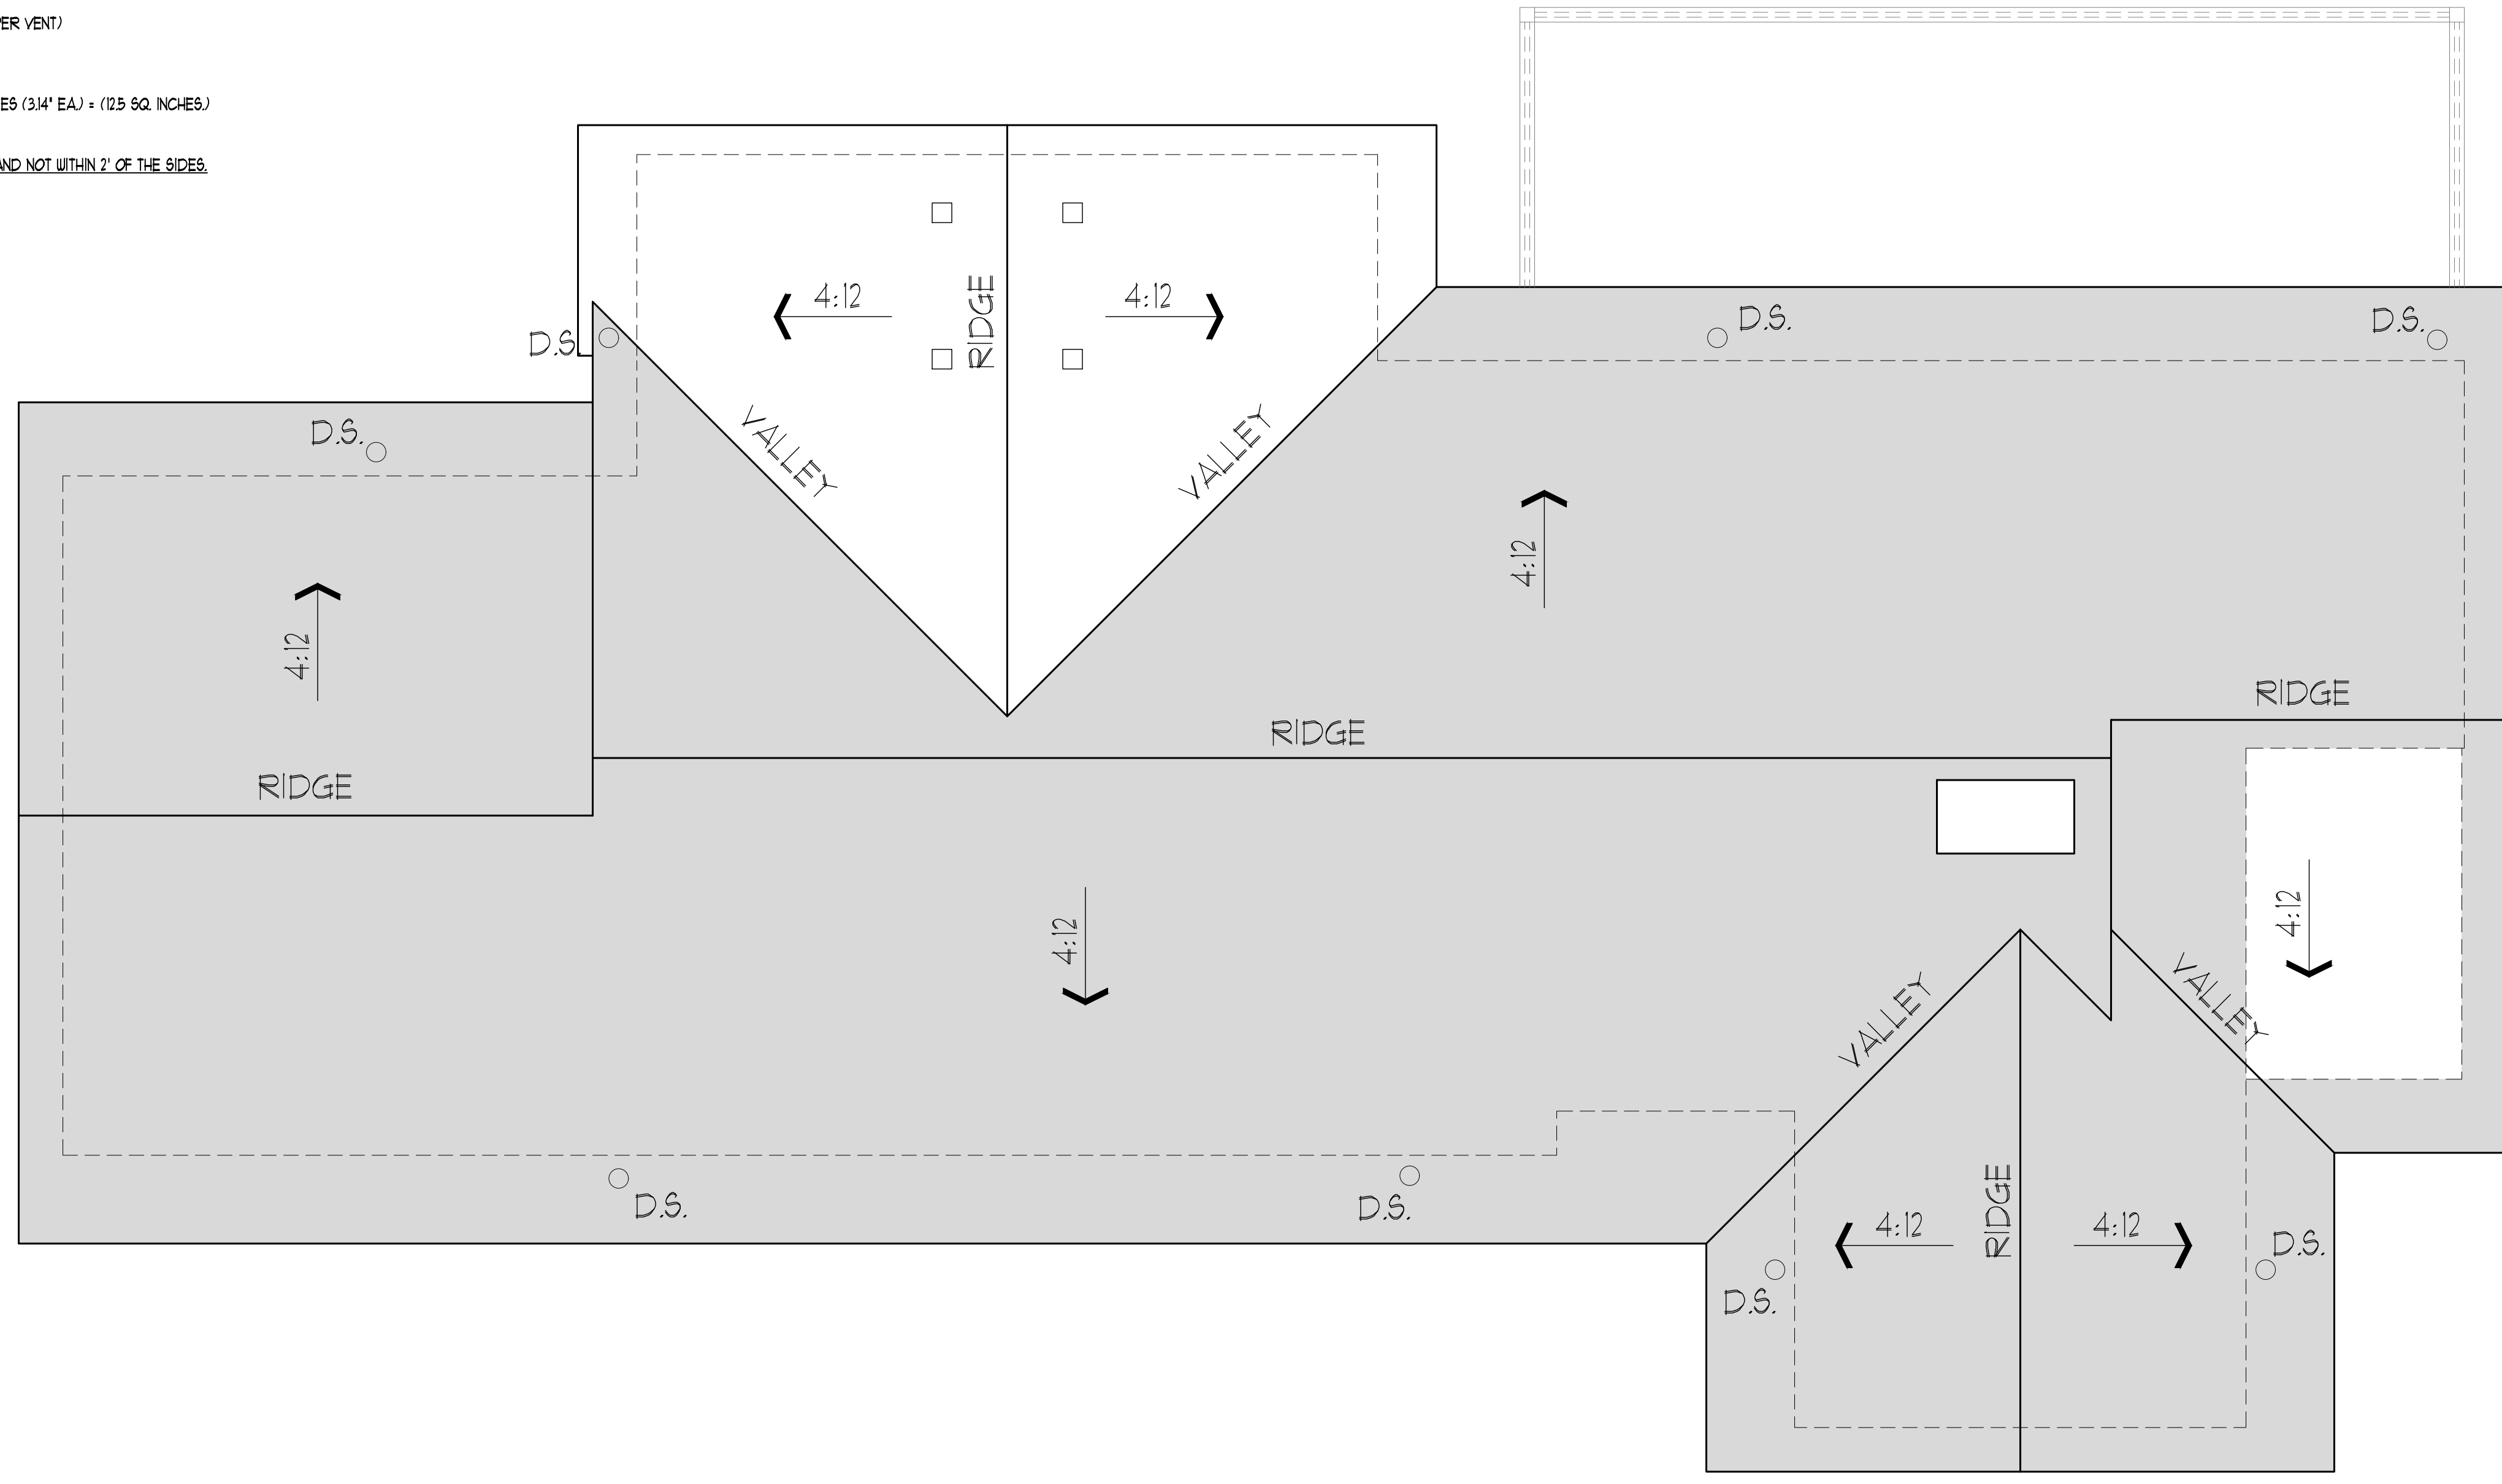 ER VENT)
ES (3.14" EA.) = (12.5 SQ. INCHES.)
AND NOT WITHIN 2' OF THE SIDES.
4:12
RIDGE
4:12
D.S.
D.S.
D.S.
D.S.
VALLEY
VALLEY
4:12
4:12
RIDGE
RIDGE
RIDGE
4:12
4:12
VALLEY
VALLEY
D.S.
D.S.
4:12
RIDGE
4:12
D.S.
D.S.